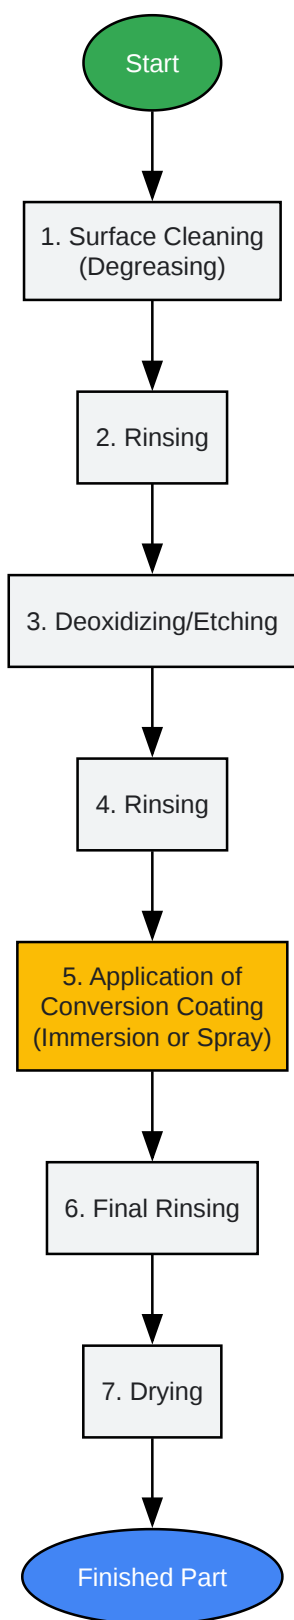 Start
1. Surface Cleaning
(Degreasing)
2. Rinsing
3. Deoxidizing/Etching
4. Rinsing
5. Application of
Conversion Coating
(Immersion or Spray)
6. Final Rinsing
7. Drying
Finished Part